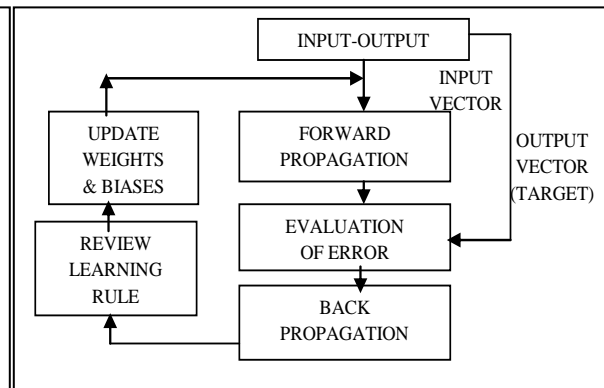 INPUT-OUTPUT
INPUT
VECTOR
UPDATE
WEIGHTS
& BIASES
FORWARD
PROPAGATION
OUTPUT
VECTOR
(TARGET)
EVALUATION
OF ERROR
REVIEW
LEARNING
RULE
BACK
PROPAGATION